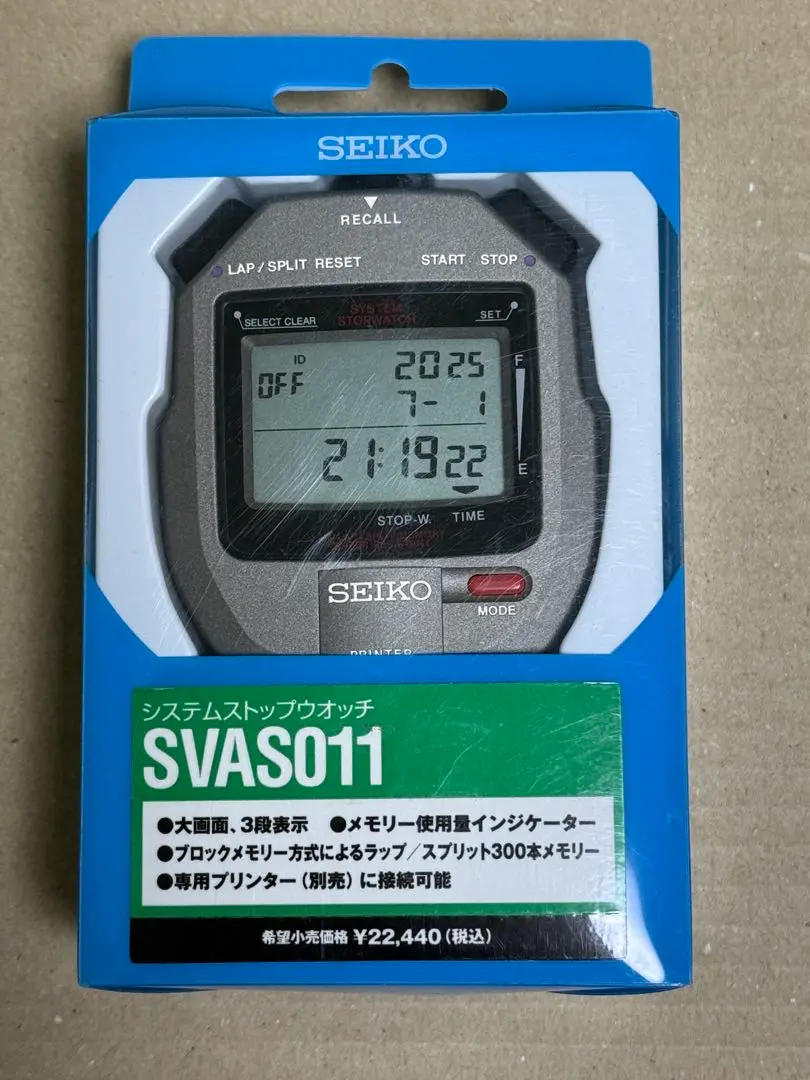 SEIKO
RECALL
LAP/SPLIT RESET START STOP
SELECT CLEAR SYSTEM STOPWATCH SET
ID 2025 F
OFF
7- 1
21:19 22
E
STOP-W. TIME
SEIKO
MODE
PRINTER
システムストップウオッチ
SVAS011
●大画面、3段表示 ●メモリー使用量インジケーター
●ブロックメモリー方式によるラップ/スプリット300本メモリー
●専用プリンター(別売)に接続可能
希望小売価格 ¥22,440(税込)